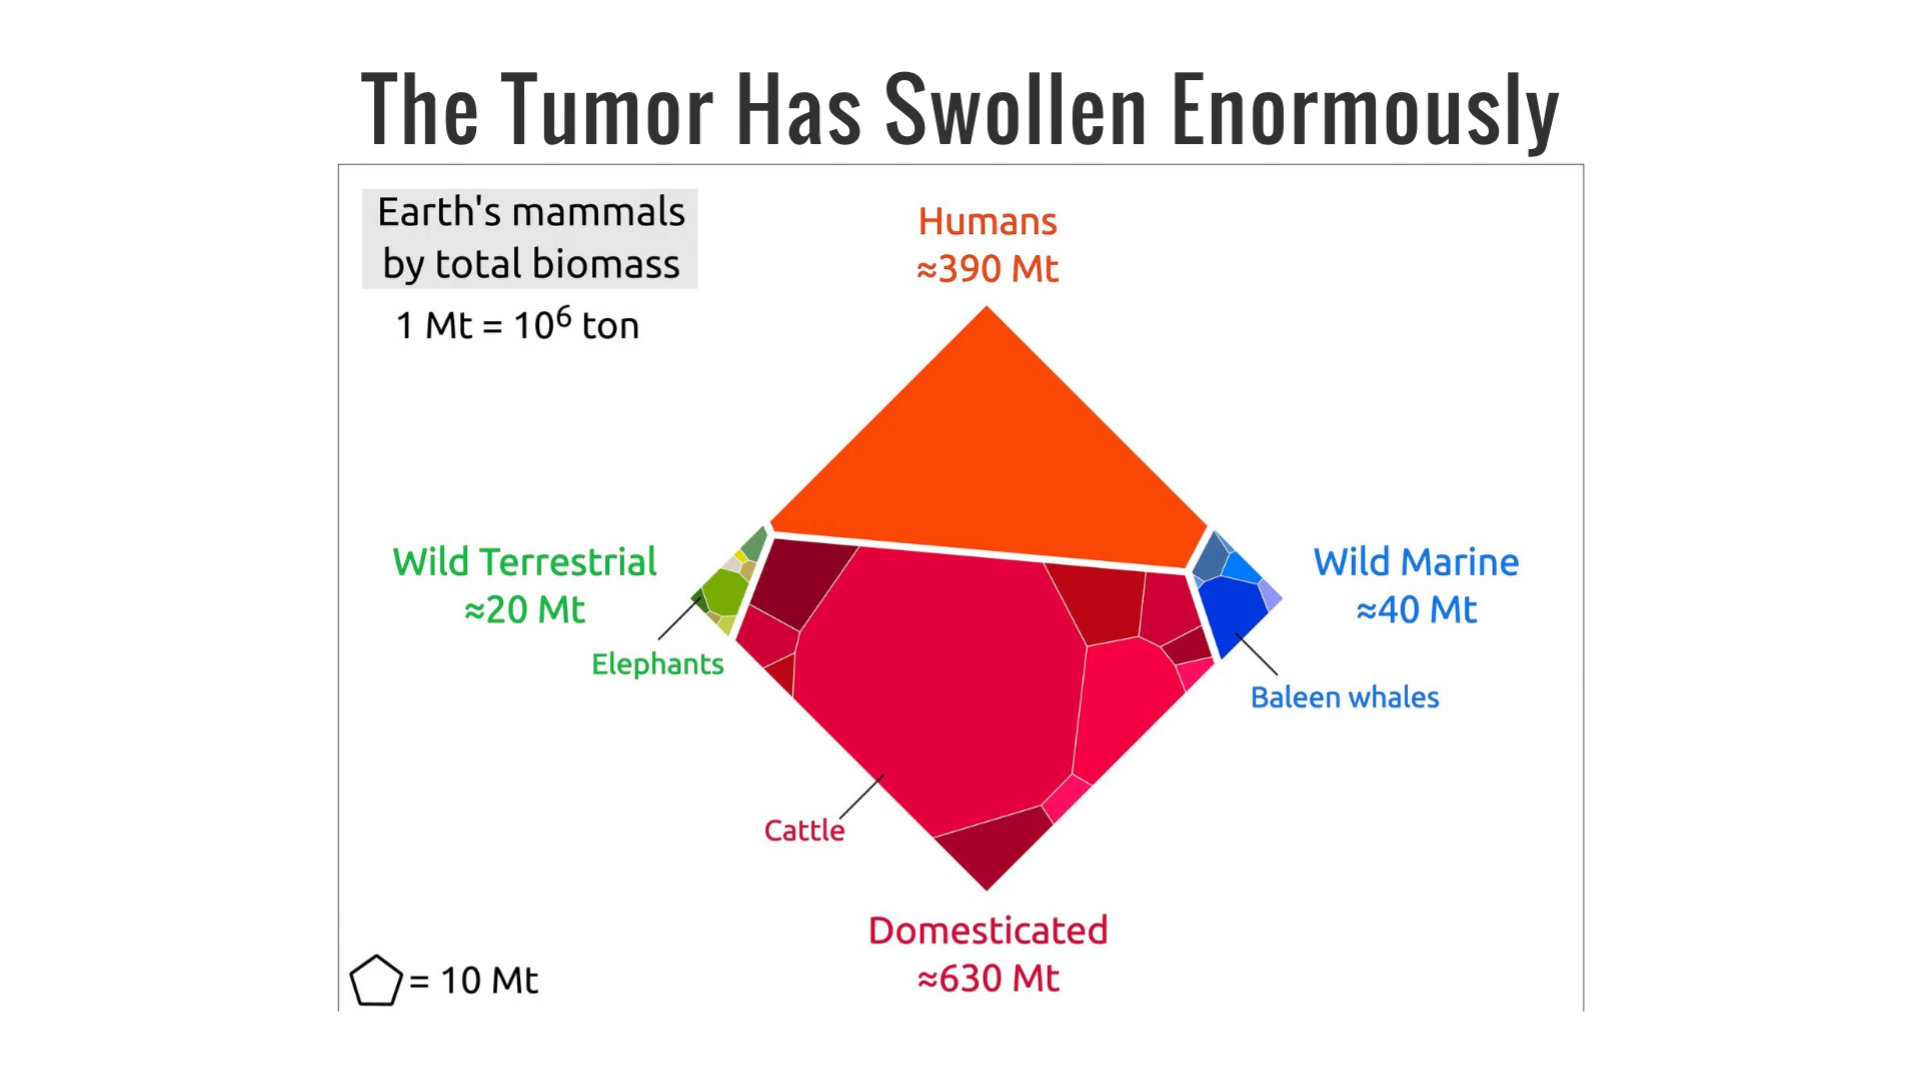 The Tumor Has Swollen Enormously
Earth's mammals
by total biomass
1 Mt = 10⁶ ton
Humans
≈390 Mt
Wild Terrestrial
≈20 Mt
Elephants
Wild Marine
≈40 Mt
Baleen whales
Cattle
Domesticated
≈630 Mt
= 10 Mt